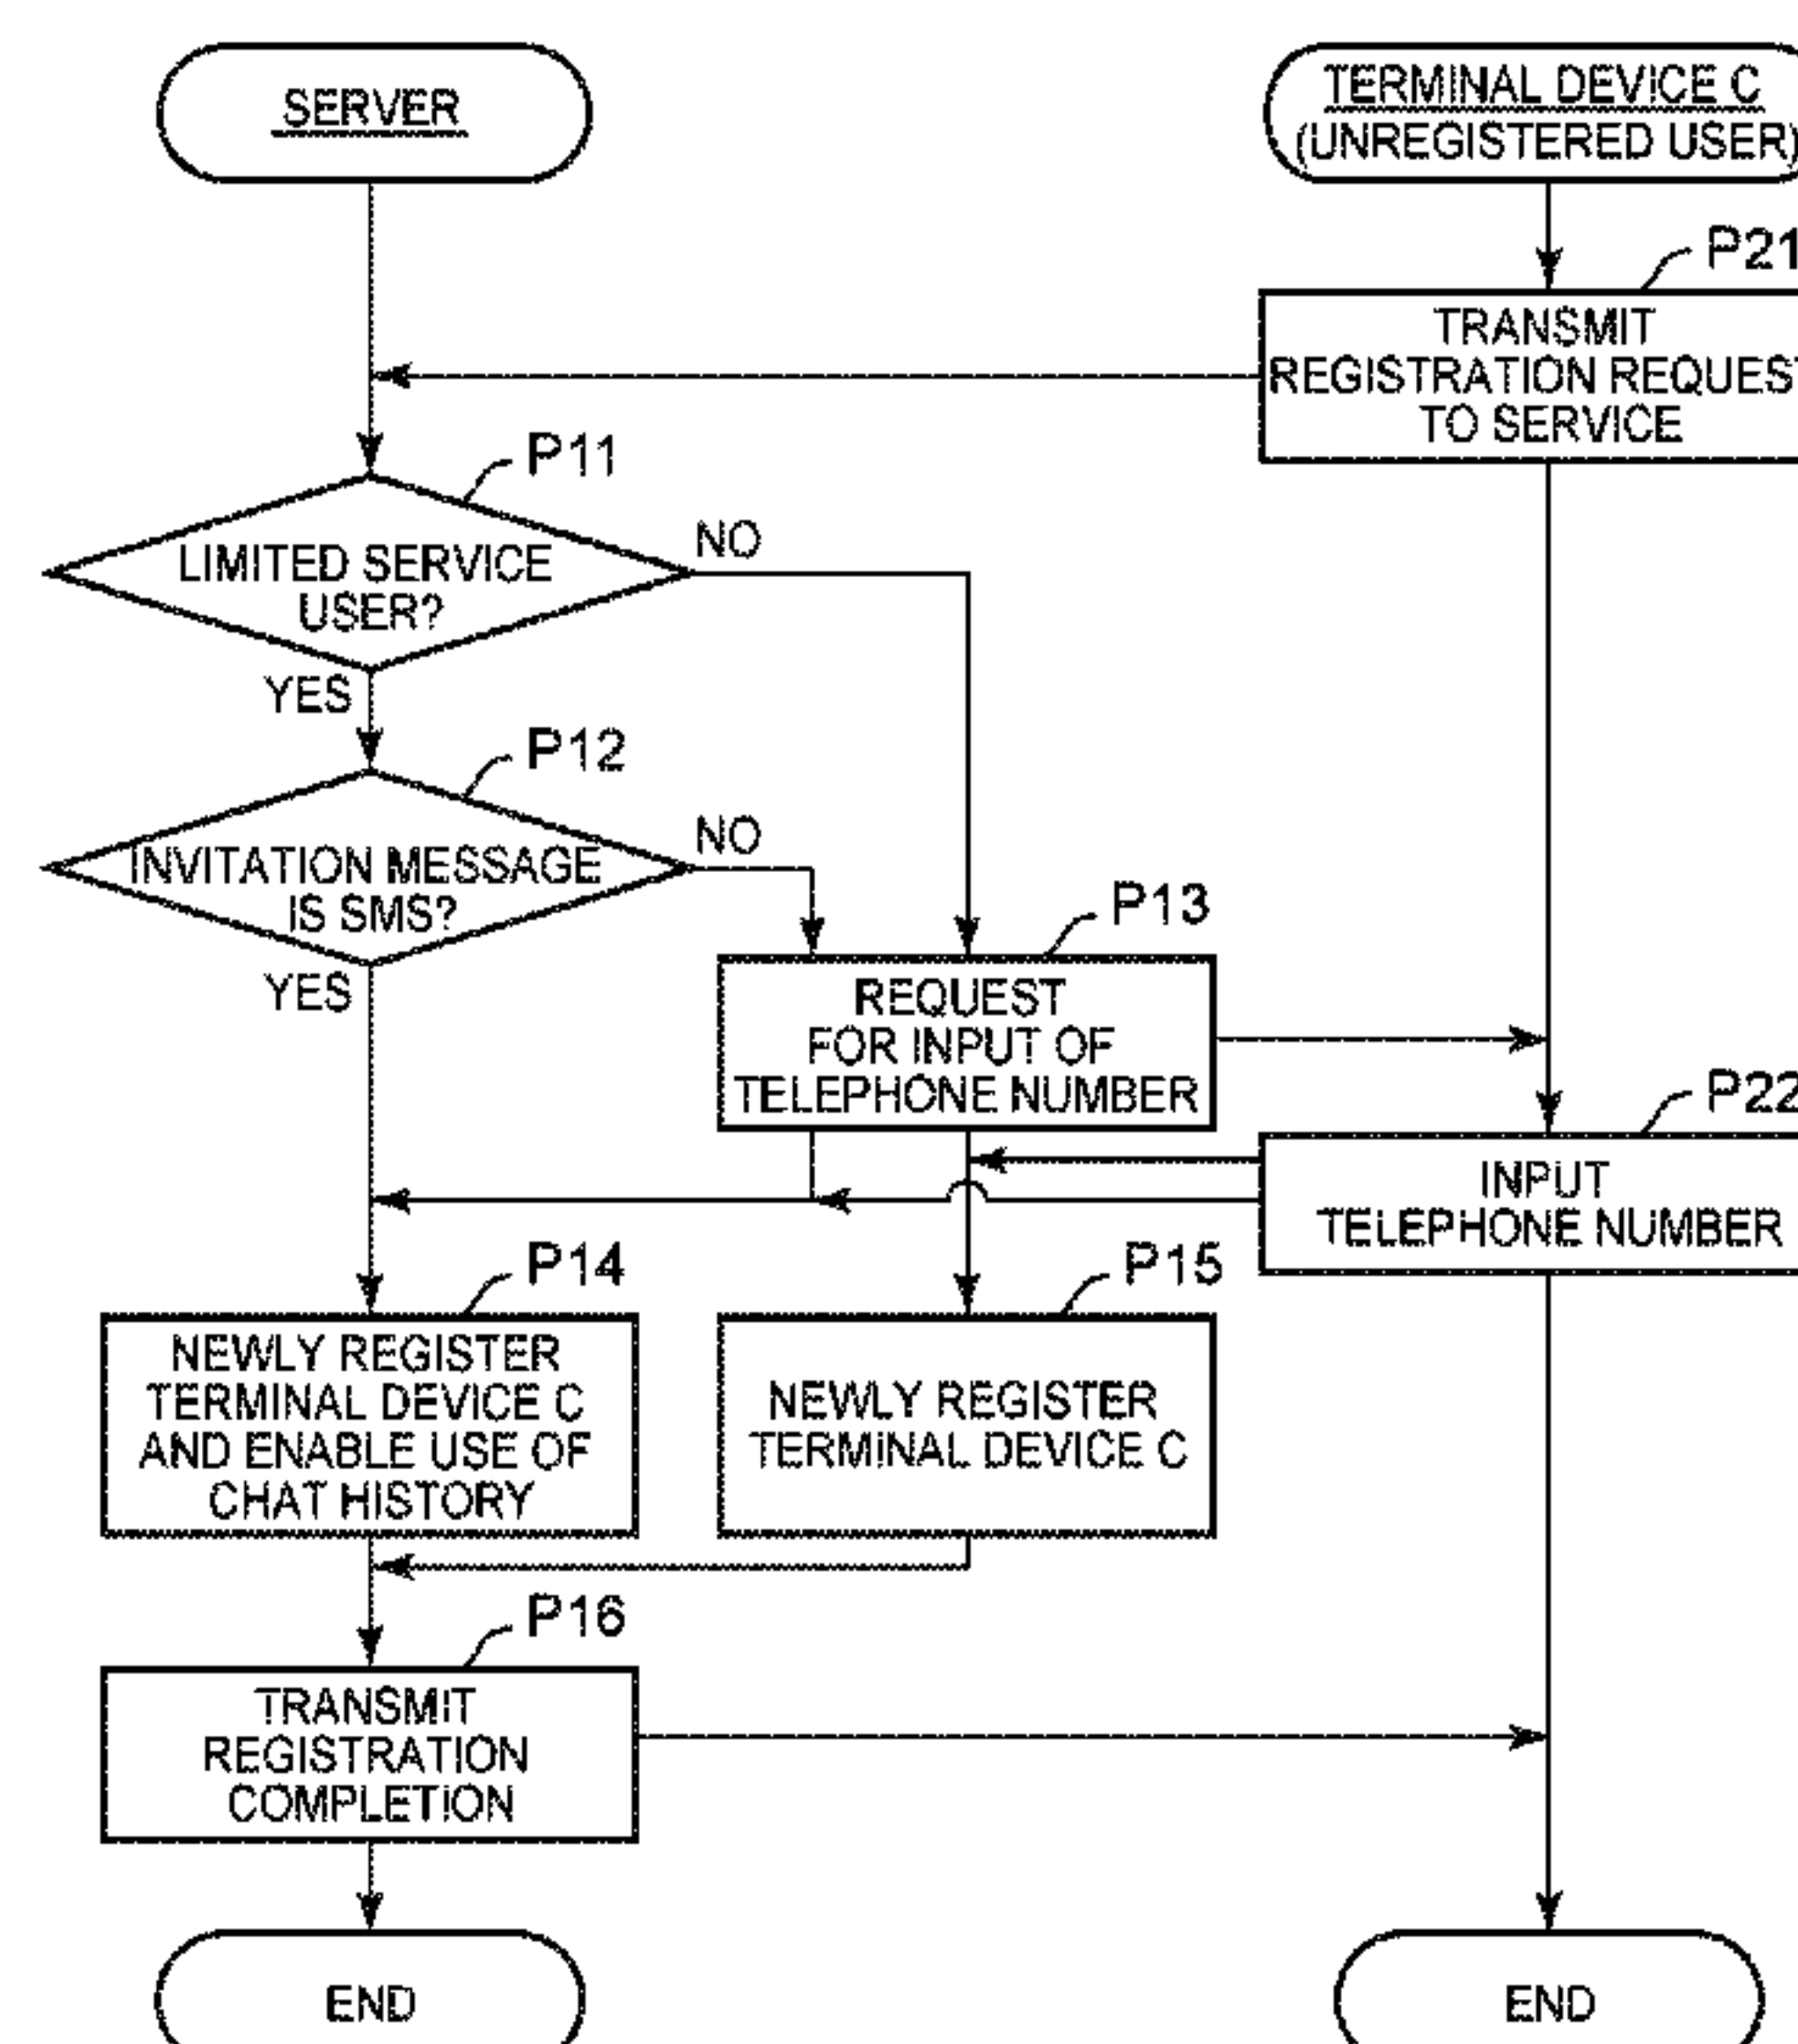 SERVER
TERMINAL DEVICE C
(UNREGISTERED USER)
P21
TRANSMIT
REGISTRATION REQUEST
TO SERVICE
P11
LIMITED SERVICE
USER?
NO
YES
P12
INVITATION MESSAGE
IS SMS?
NO
YES
P13
REQUEST
FOR INPUT OF
TELEPHONE NUMBER
P22
INPUT
TELEPHONE NUMBER
P14
NEWLY REGISTER
TERMINAL DEVICE C
AND ENABLE USE OF
CHAT HISTORY
P15
NEWLY REGISTER
TERMINAL DEVICE C
P16
TRANSMIT
REGISTRATION
COMPLETION
END
END